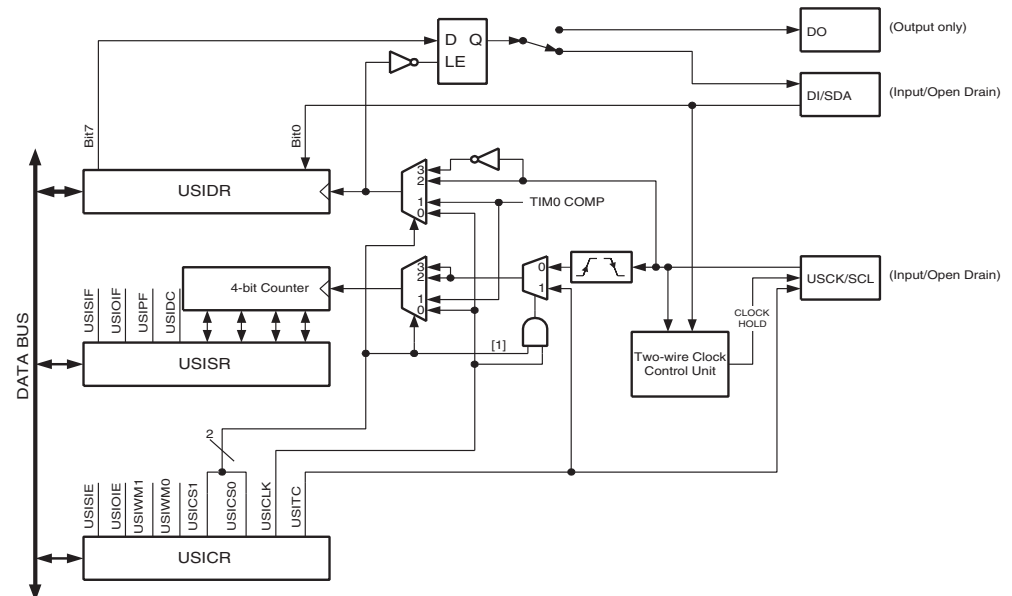 D Q
LE
DO
(Output only)
DI/SDA
(Input/Open Drain)
Bit7
Bit0
USIDR
3
2
1
0
TIM0 COMP
DATA BUS
4-bit Counter
USISIF
USIOIF
USIPF
USIDC
USISR
3
2
1
0
0
1
[1]
USCK/SCL
(Input/Open Drain)
CLOCK
HOLD
Two-wire Clock
Control Unit
2
USISIE
USIOIE
USIWM1
USIWM0
USICS1
USICS0
USICLK
USITC
USICR